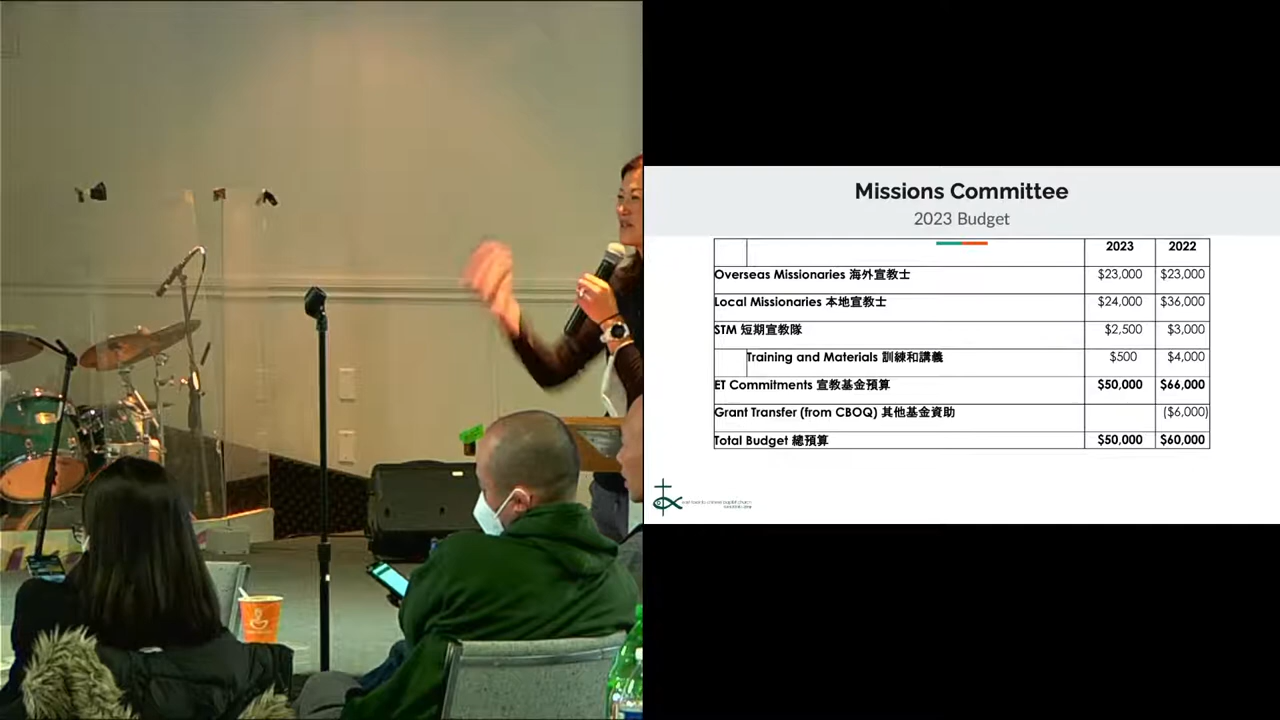 Missions Committee
2023 Budget
2023 2022
Overseas Missionaries 海外宣教士 $23,000 $23,000
Local Missionaries 本地宣教士 $24,000 $36,000
STM 短期宣教隊 $2,500 $3,000
Training and Materials 訓練和講義 $500 $4,000
ET Commitments 宣教基金預算 $50,000 $66,000
Grant Transfer (from CBOQ) 其他基金資助 ($6,000)
Total Budget 總預算 $50,000 $60,000